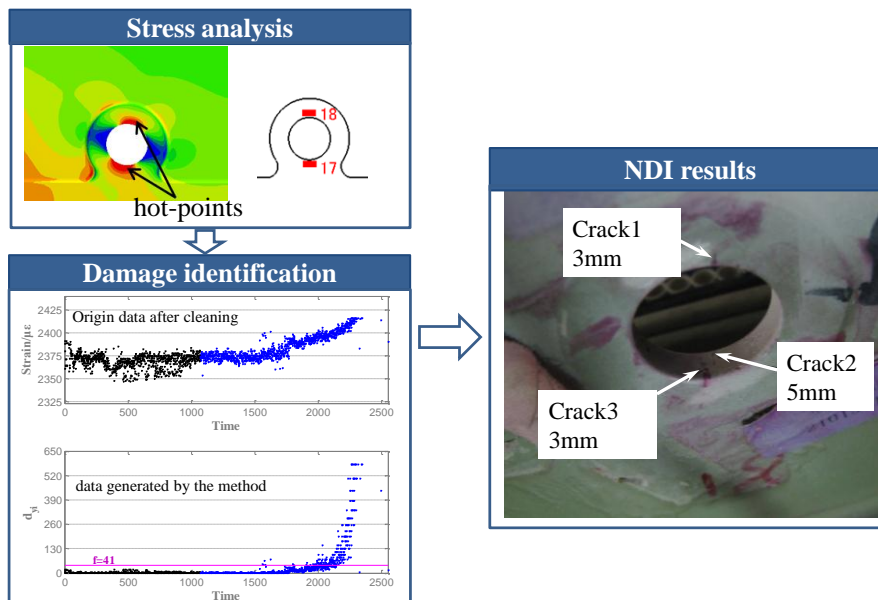 Stress analysis
18
17
hot-points
Damage identification
Origin data after cleaning
Strain/με
2425
2400
2375
2350
2325
0 500 1000 1500 2000 2500
Time
data generated by the method
d_yi
650
520
390
260
130
0
f=41
0 500 1000 1500 2000 2500
Time
NDI results
Crack1
3mm
Crack2
5mm
Crack3
3mm